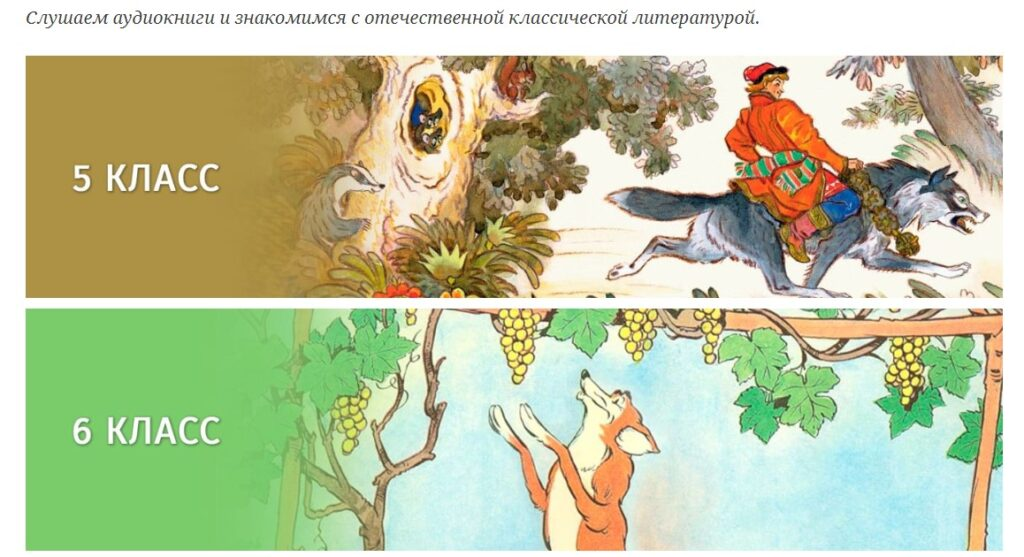 Слушаем аудиокниги и знакомимся с отечественной классической литературой.
5 КЛАСС
6 КЛАСС